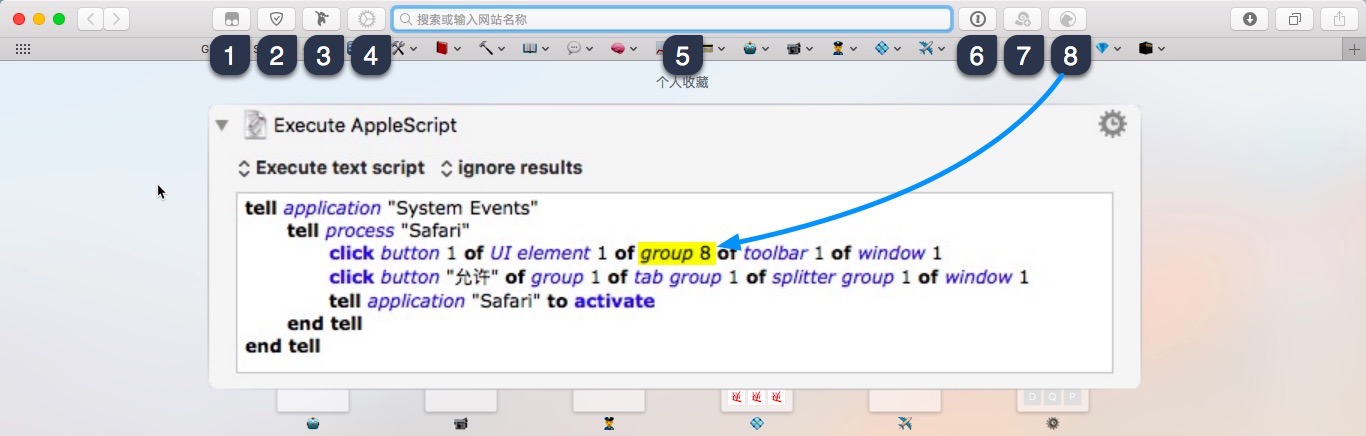 搜索或输入网站名称
1
2
3
4
5
6
7
8
个人收藏
Execute AppleScript
Execute text script ignore results
tell application "System Events"
tell process "Safari"
click button 1 of UI element 1 of group 8 of toolbar 1 of window 1
click button "允许" of group 1 of tab group 1 of splitter group 1 of window 1
tell application "Safari" to activate
end tell
end tell
逆 逆 逆
D Q P